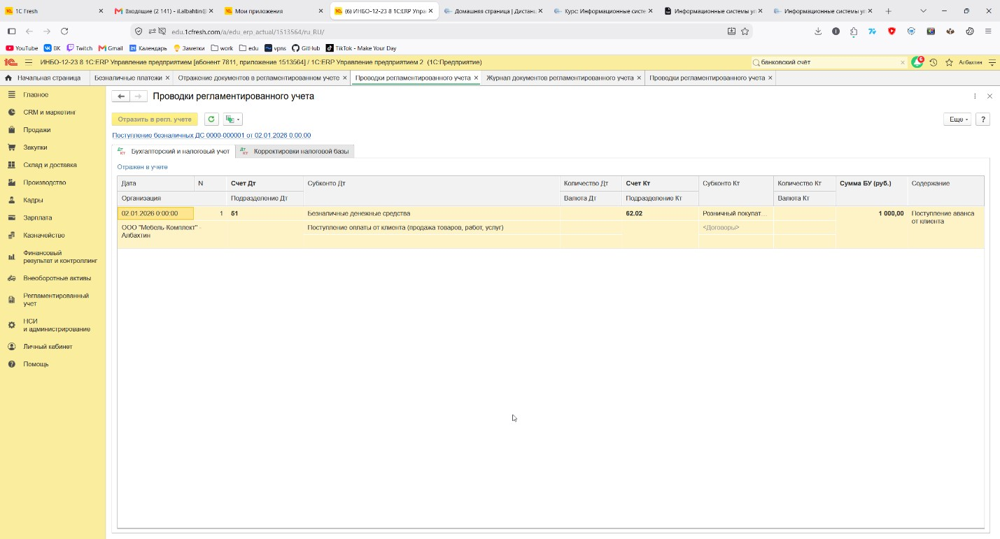 1C Fresh
Входящие (2 141) - il.albahtin@
Мои приложения
(6) ИНБО-12-23 8 1C:ERP Упра
Домашняя страница | Дистанц
Курс: Информационные систе
Информационные системы уп
Информационные системы уп
edu.1cfresh.com/a/edu_erp_actual/1513564/ru_RU/
YouTube
ВК
Twitch
Gmail
Календарь
Заметки
work
edu
vpns
GitHub
TikTok - Make Your Day
ИНБО-12-23 8 1C:ERP Управление предприятием [абонент 7811, приложение 1513564] / 1C:ERP Управление предприятием 2 (1С:Предприятие)
банковский счёт
6
Албахтин
Начальная страница
Безналичные платежи
Отражение документов в регламентированном учете
Проводки регламентированного учета
Журнал документов регламентированного учета
Проводки регламентированного учета
Главное
CRM и маркетинг
Продажи
Закупки
Склад и доставка
Производство
Кадры
Зарплата
Казначейство
Финансовый
результат и контроллинг
Внеоборотные активы
Регламентированный
учет
НСИ
и администрирование
Личный кабинет
Помощь
Проводки регламентированного учета
Отразить в регл. учете
Еще
?
Поступление безналичных ДС 0000-000001 от 02.01.2026 0:00:00
Бухгалтерский и налоговый учет
Корректировки налоговой базы
Отражен в учете
Дата
N
Счет Дт
Субконто Дт
Количество Дт
Счет Кт
Субконто Кт
Количество Кт
Сумма БУ (руб.)
Содержание
Организация
Подразделение Дт
Валюта Дт
Подразделение Кт
Валюта Кт
02.01.2026 0:00:00
1
51
Безналичные денежные средства
62.02
Розничный покупат...
1 000,00
Поступление аванса
от клиента
ООО "Мебель-Комплект" -
Албахтин
Поступление оплаты от клиента (продажа товаров, работ, услуг)
<Договоры>